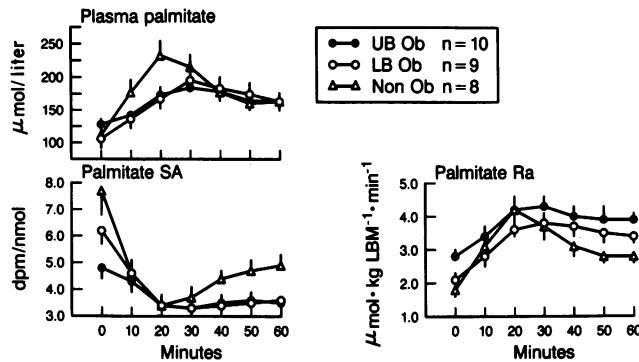 Plasma palmitate
μmol/liter
250
200
150
100
UB Ob n=10
LB Ob n=9
Non Ob n=8
Palmitate SA
dpm/nmol
8.0
7.0
6.0
5.0
4.0
3.0
0 10 20 30 40 50 60
Minutes
Palmitate Ra
μmol·kg LBM⁻¹·min⁻¹
5.0
4.0
3.0
2.0
1.0
0 10 20 30 40 50 60
Minutes